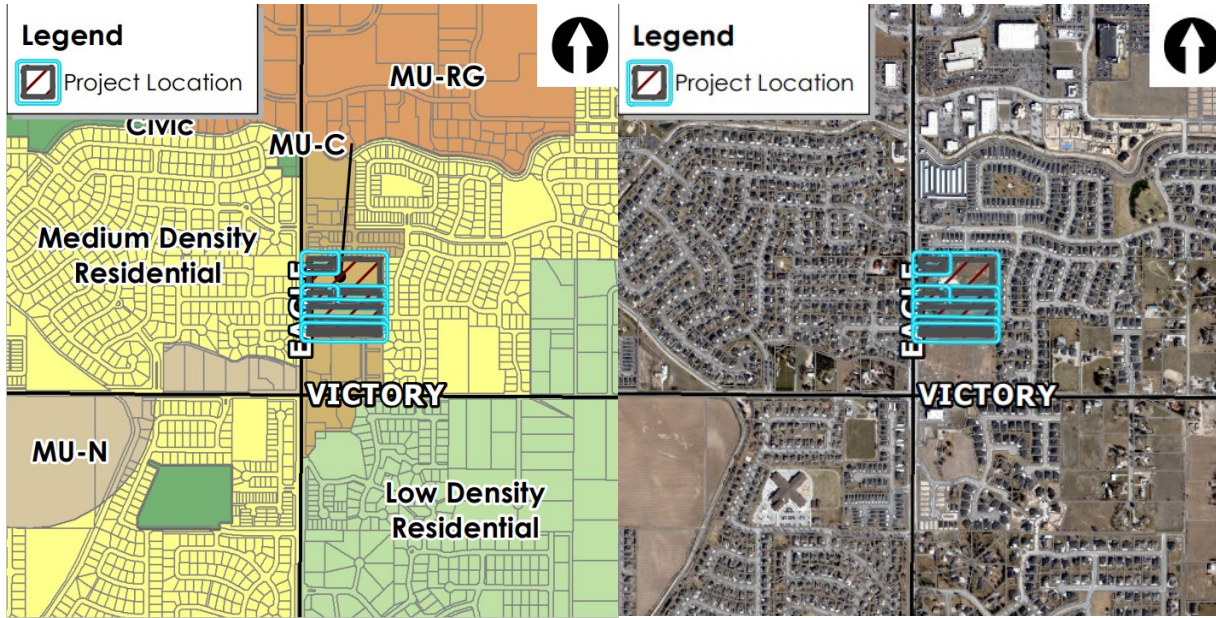 Legend
Project Location
MU-RG
Civic
MU-C
Medium Density
Residential
EAGLE
VICTORY
MU-N
Low Density
Residential
Legend
Project Location
EAGLE
VICTORY